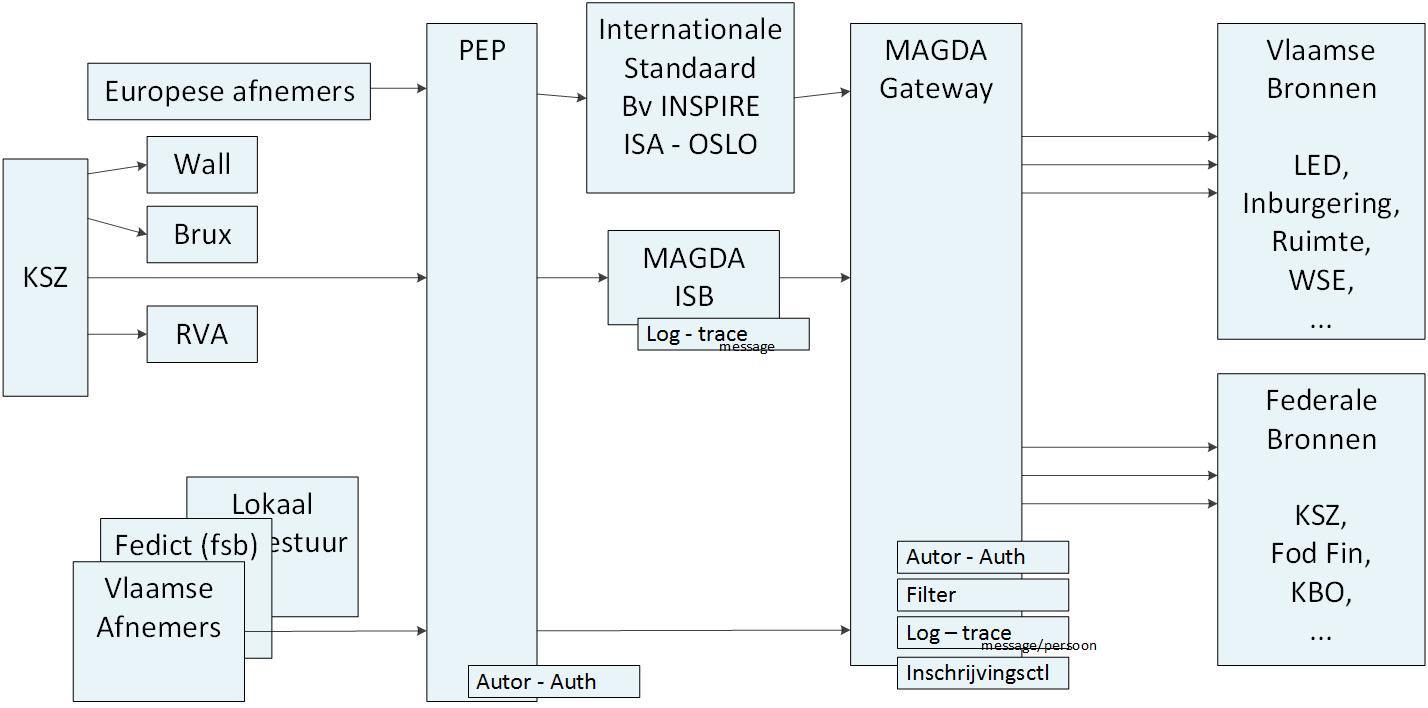 Europese afnemers
KSZ
Wall
Brux
RVA
Lokaal
estuur
Fedict (fsb)
Vlaamse
Afnemers
PEP
Autor - Auth
Internationale
Standaard
Bv INSPIRE
ISA - OSLO
MAGDA
ISB
Log - trace
message
MAGDA
Gateway
Autor - Auth
Filter
Log – trace
message/persoon
Inschrijvingsctl
Vlaamse
Bronnen
LED,
Inburgering,
Ruimte,
WSE,
...
Federale
Bronnen
KSZ,
Fod Fin,
KBO,
...